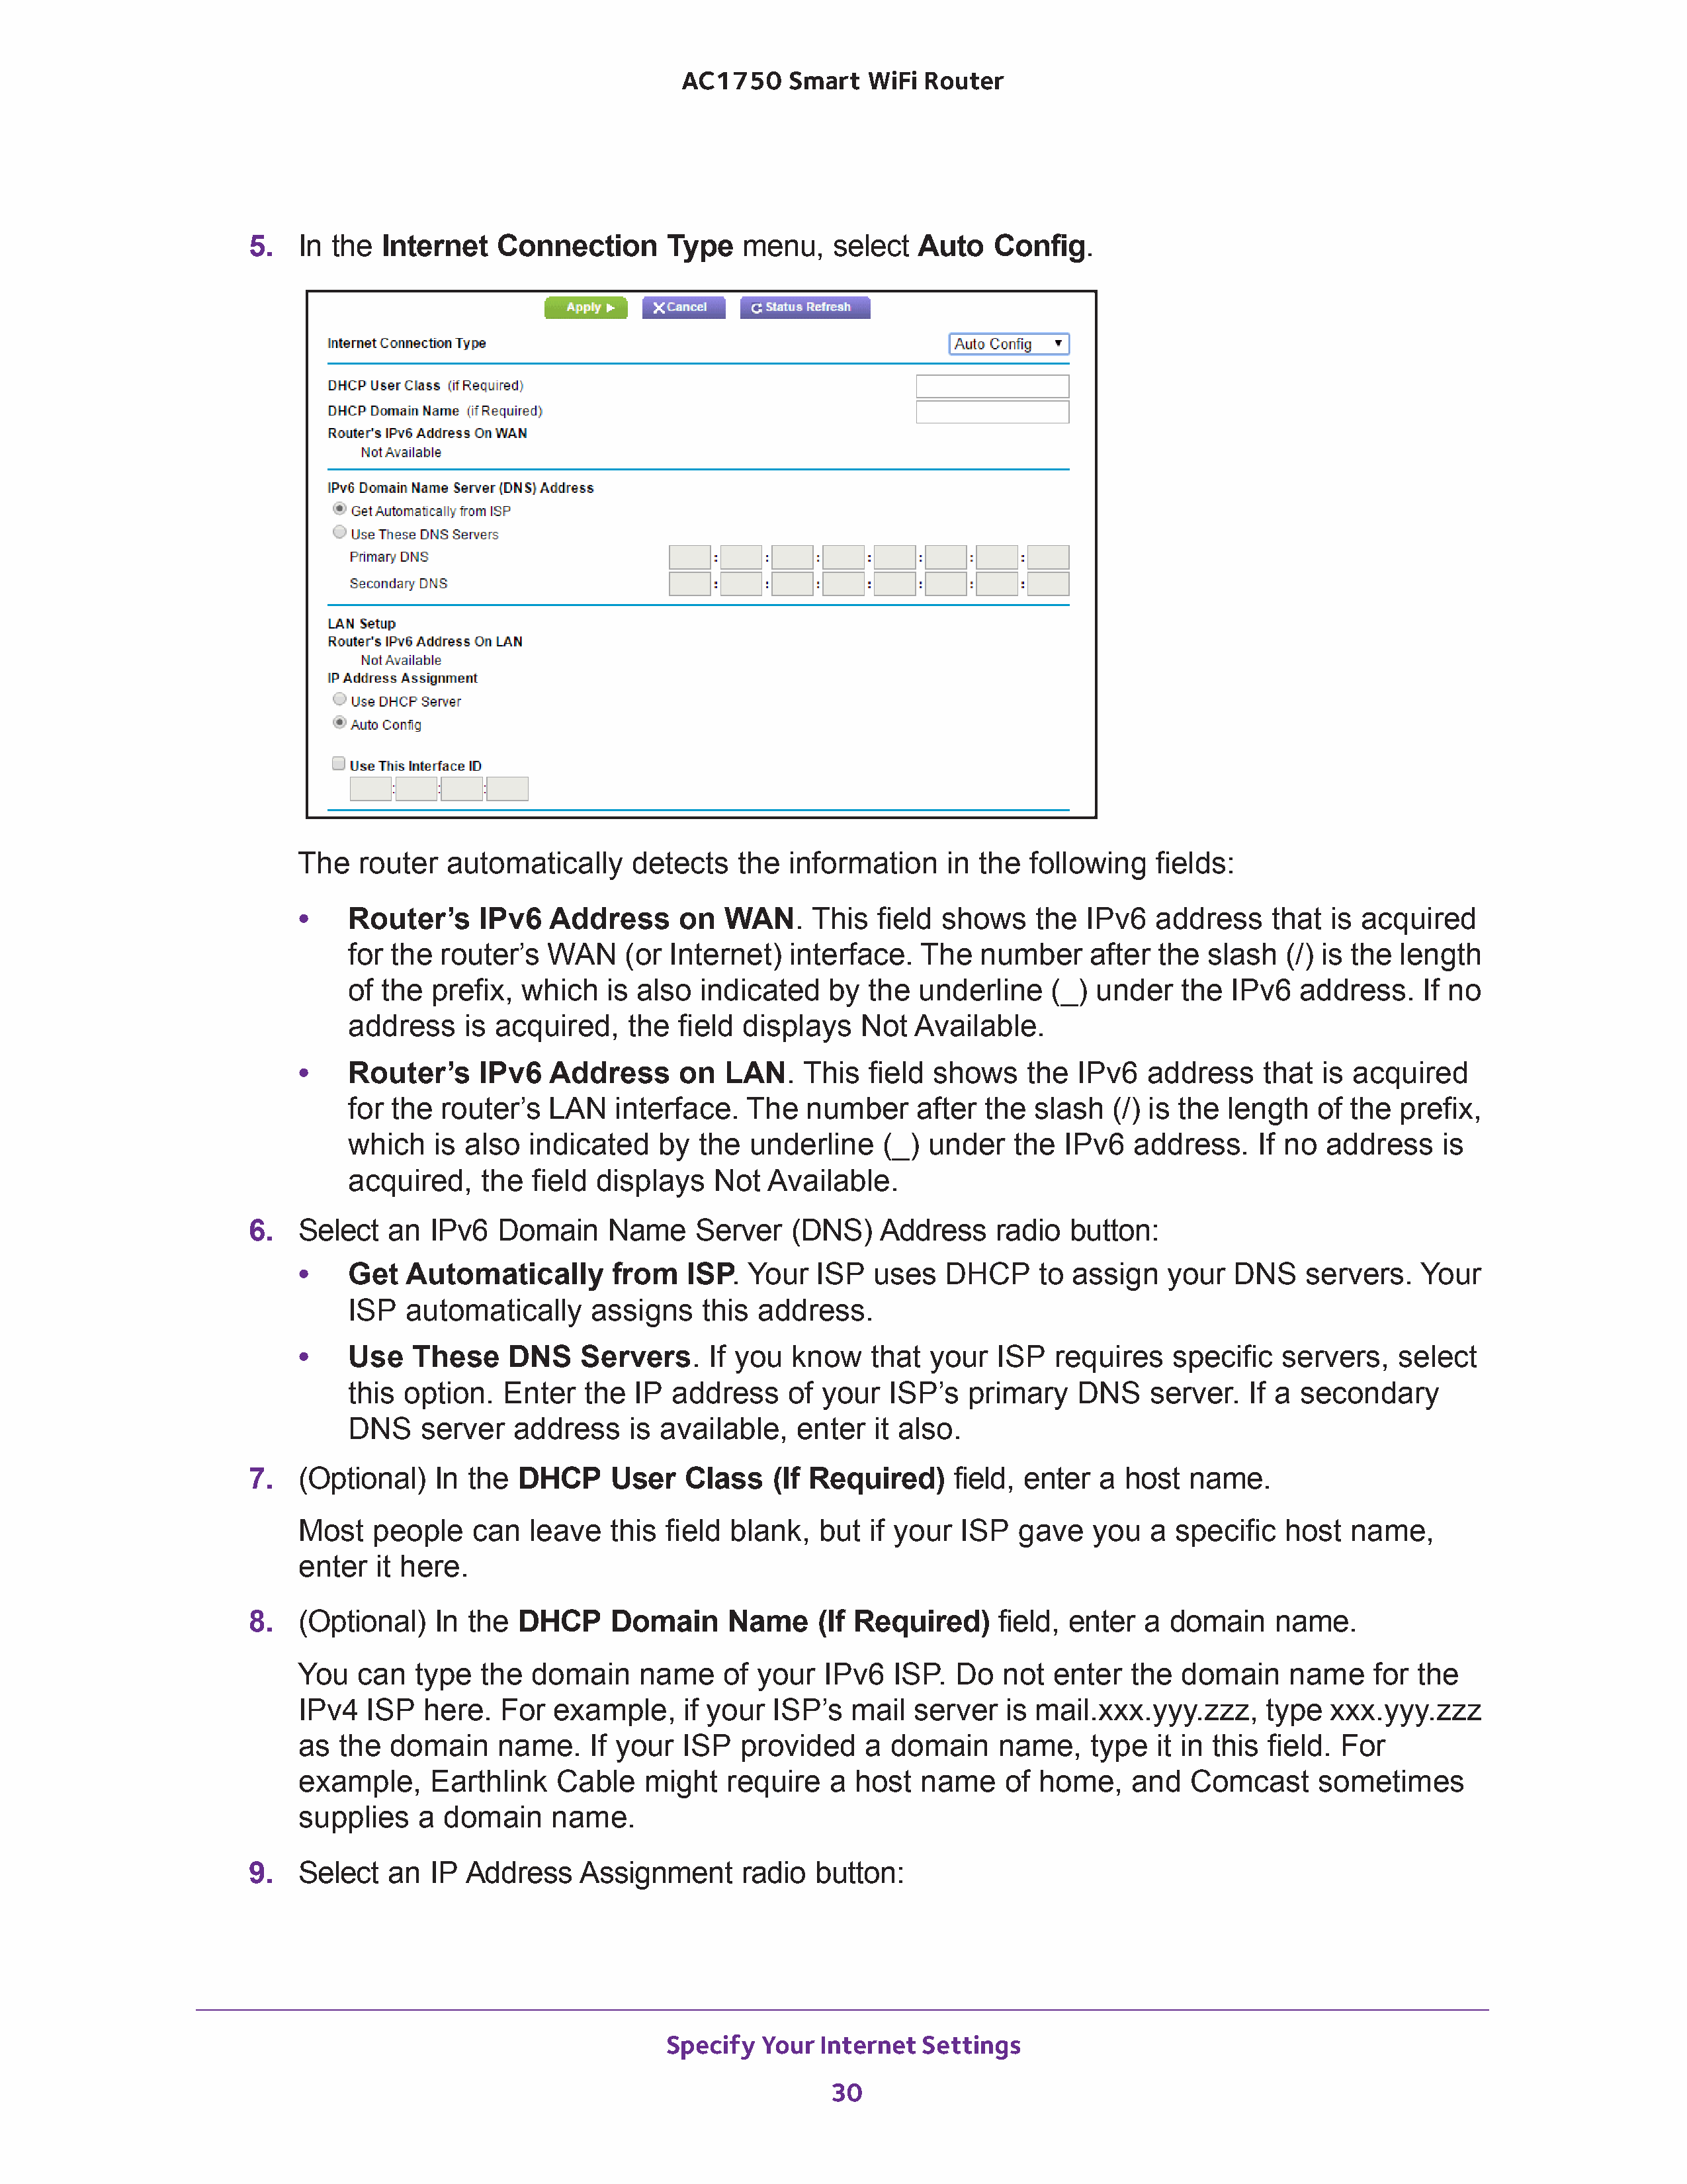 AC1750 Smart WiFi Router
5. In the Internet Connection Type menu, select Auto Config.
Apply Cancel Status Refresh
Internet Connection Type Auto Config
DHCP User Class (if Required)
DHCP Domain Name (if Required)
Router's IPv6 Address On WAN
Not Available
IPv6 Domain Name Server (DNS) Address
Get Automatically from ISP
Use These DNS Servers
Primary DNS : : : : : : :
Secondary DNS : : : : : : :
LAN Setup
Router's IPv6 Address On LAN
Not Available
IP Address Assignment
Use DHCP Server
Auto Config
Use This Interface ID
: : :
The router automatically detects the information in the following fields:
• Router’s IPv6 Address on WAN. This field shows the IPv6 address that is acquired
for the router’s WAN (or Internet) interface. The number after the slash (/) is the length
of the prefix, which is also indicated by the underline (_) under the IPv6 address. If no
address is acquired, the field displays Not Available.
• Router’s IPv6 Address on LAN. This field shows the IPv6 address that is acquired
for the router’s LAN interface. The number after the slash (/) is the length of the prefix,
which is also indicated by the underline (_) under the IPv6 address. If no address is
acquired, the field displays Not Available.
6. Select an IPv6 Domain Name Server (DNS) Address radio button:
• Get Automatically from ISP. Your ISP uses DHCP to assign your DNS servers. Your
ISP automatically assigns this address.
• Use These DNS Servers. If you know that your ISP requires specific servers, select
this option. Enter the IP address of your ISP’s primary DNS server. If a secondary
DNS server address is available, enter it also.
7. (Optional) In the DHCP User Class (If Required) field, enter a host name.
Most people can leave this field blank, but if your ISP gave you a specific host name,
enter it here.
8. (Optional) In the DHCP Domain Name (If Required) field, enter a domain name.
You can type the domain name of your IPv6 ISP. Do not enter the domain name for the
IPv4 ISP here. For example, if your ISP’s mail server is mail.xxx.yyy.zzz, type xxx.yyy.zzz
as the domain name. If your ISP provided a domain name, type it in this field. For
example, Earthlink Cable might require a host name of home, and Comcast sometimes
supplies a domain name.
9. Select an IP Address Assignment radio button:
Specify Your Internet Settings
30